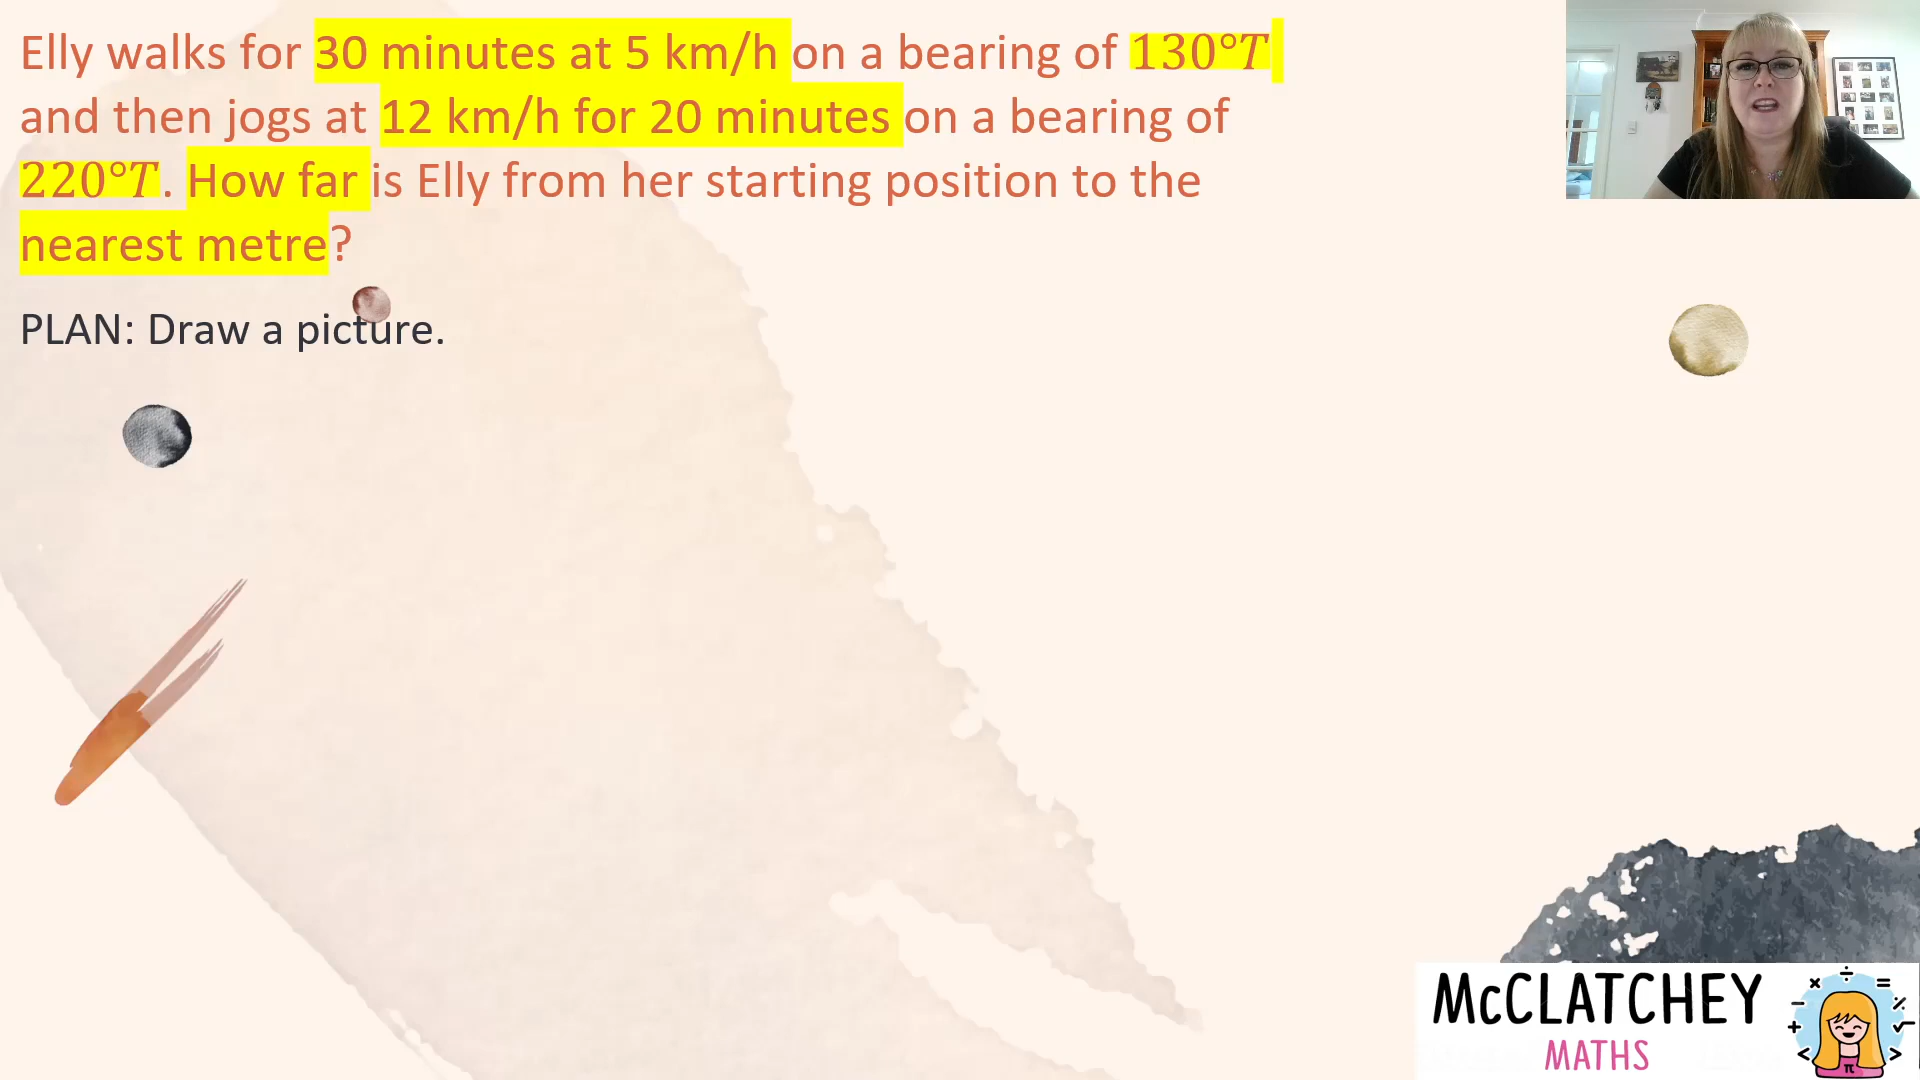 Elly walks for 30 minutes at 5 km/h on a bearing of 130°T
and then jogs at 12 km/h for 20 minutes on a bearing of
220°T. How far is Elly from her starting position to the
nearest metre?
PLAN: Draw a picture.
McCLATCHEY
MATHS